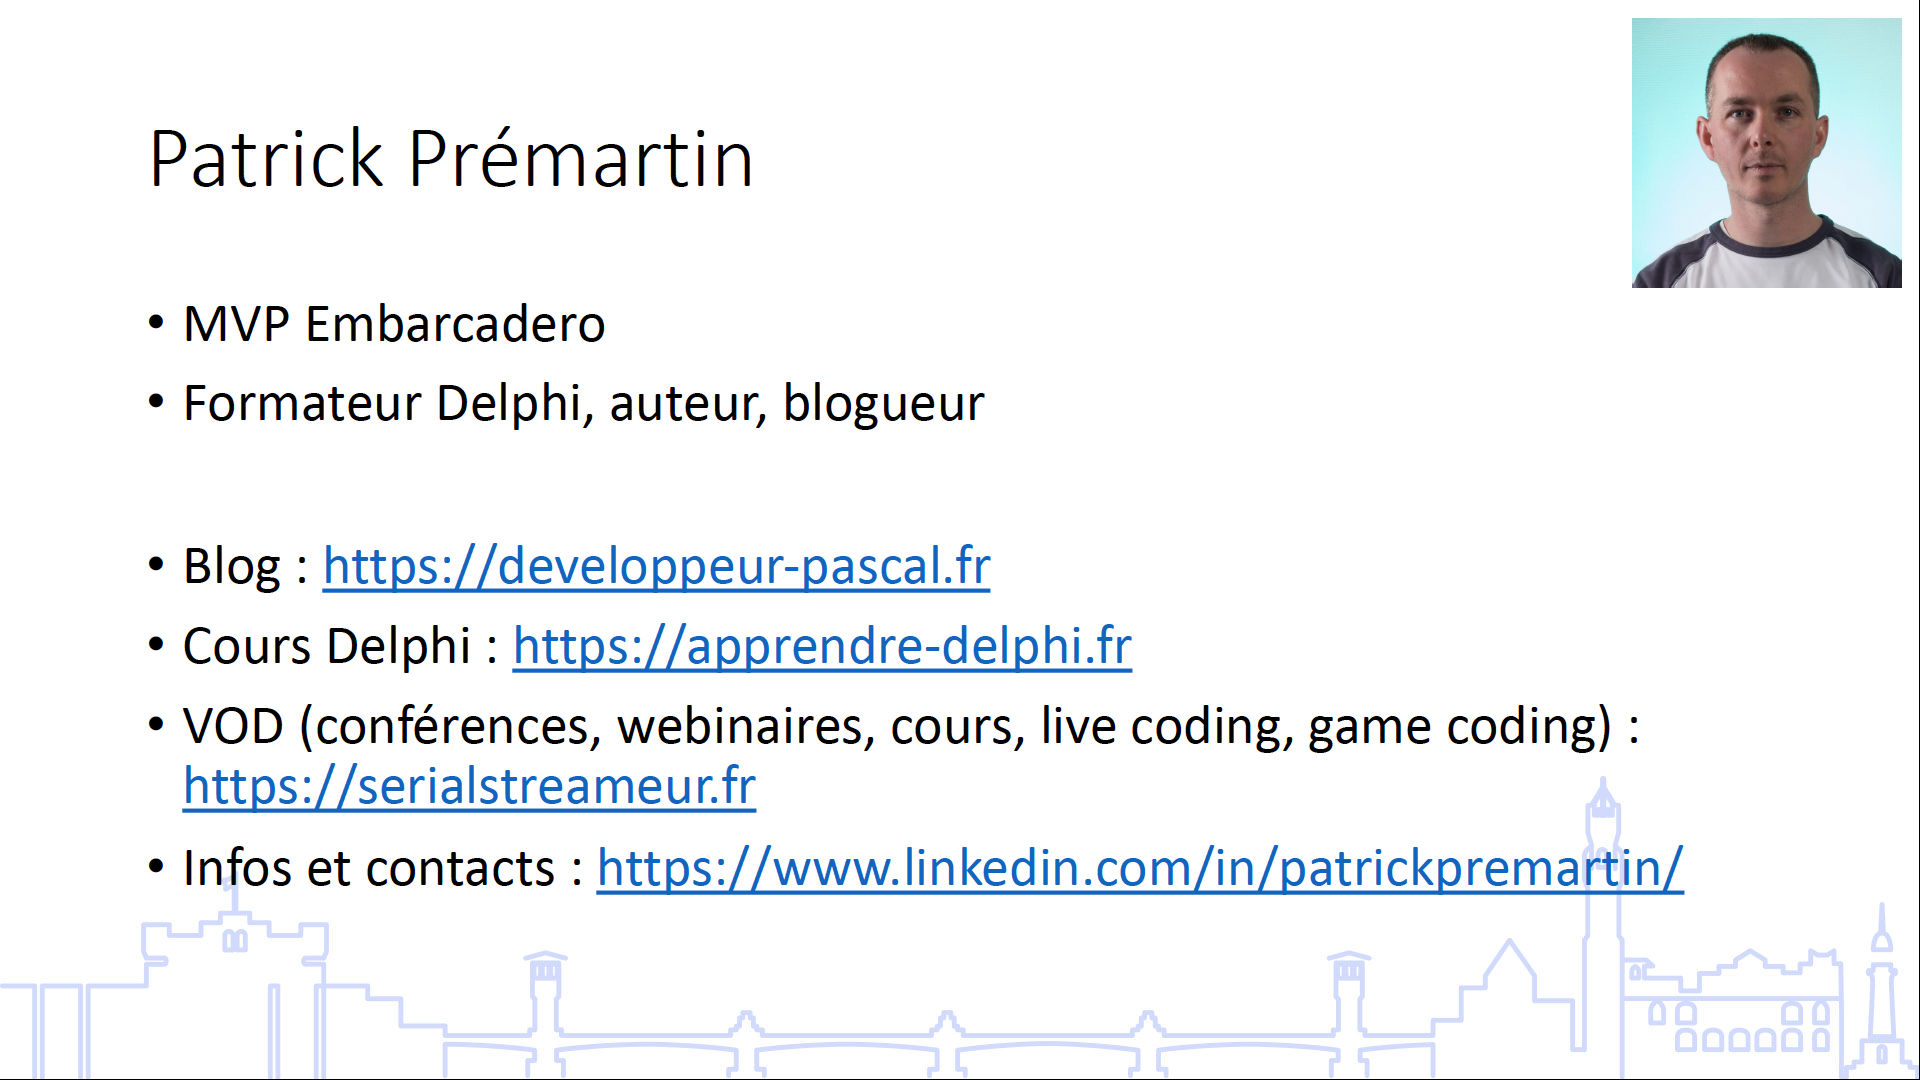 Patrick Prémartin
• MVP Embarcadero
• Formateur Delphi, auteur, blogueur
• Blog : https://developpeur-pascal.fr
• Cours Delphi : https://apprendre-delphi.fr
• VOD (conférences, webinaires, cours, live coding, game coding) :
https://serialstreameur.fr
• Infos et contacts : https://www.linkedin.com/in/patrickpremartin/